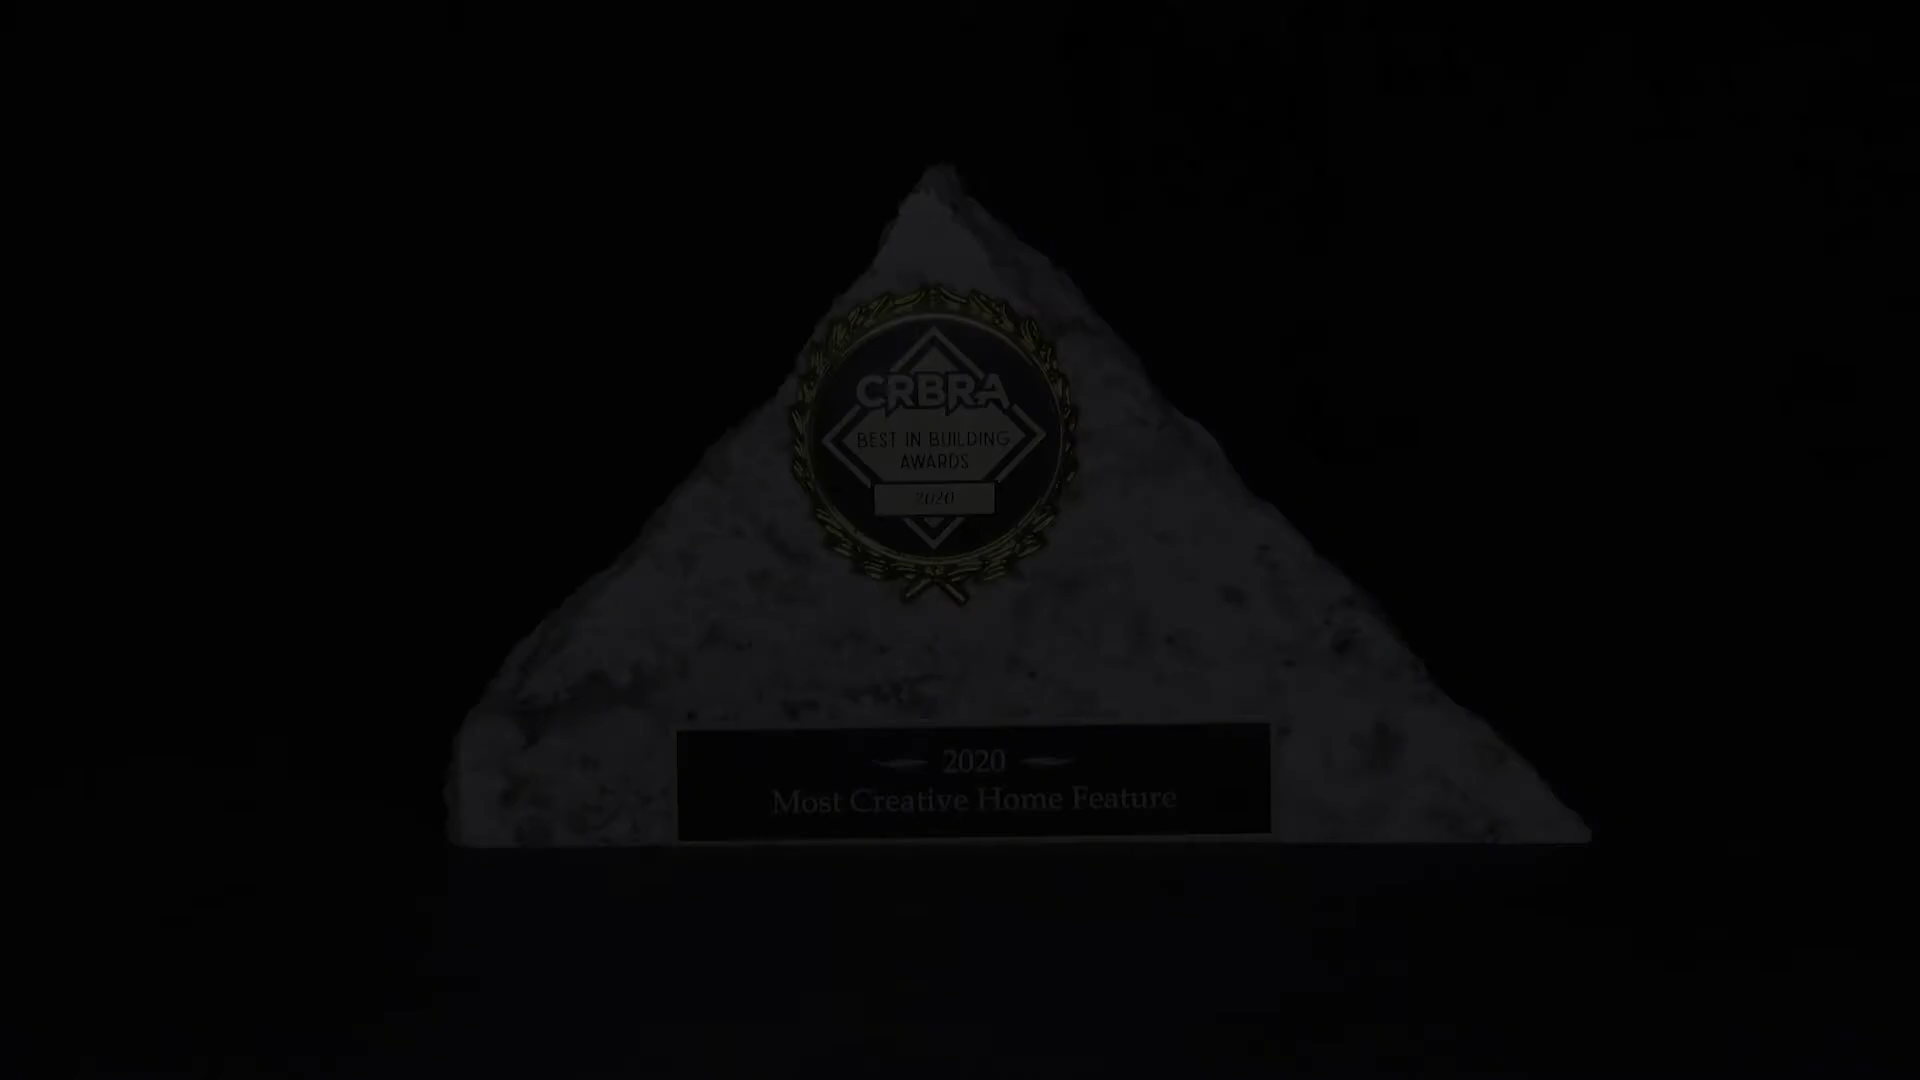 CRBRA
BEST IN BUILDING
AWARDS
2020
2020
Most Creative Home Feature